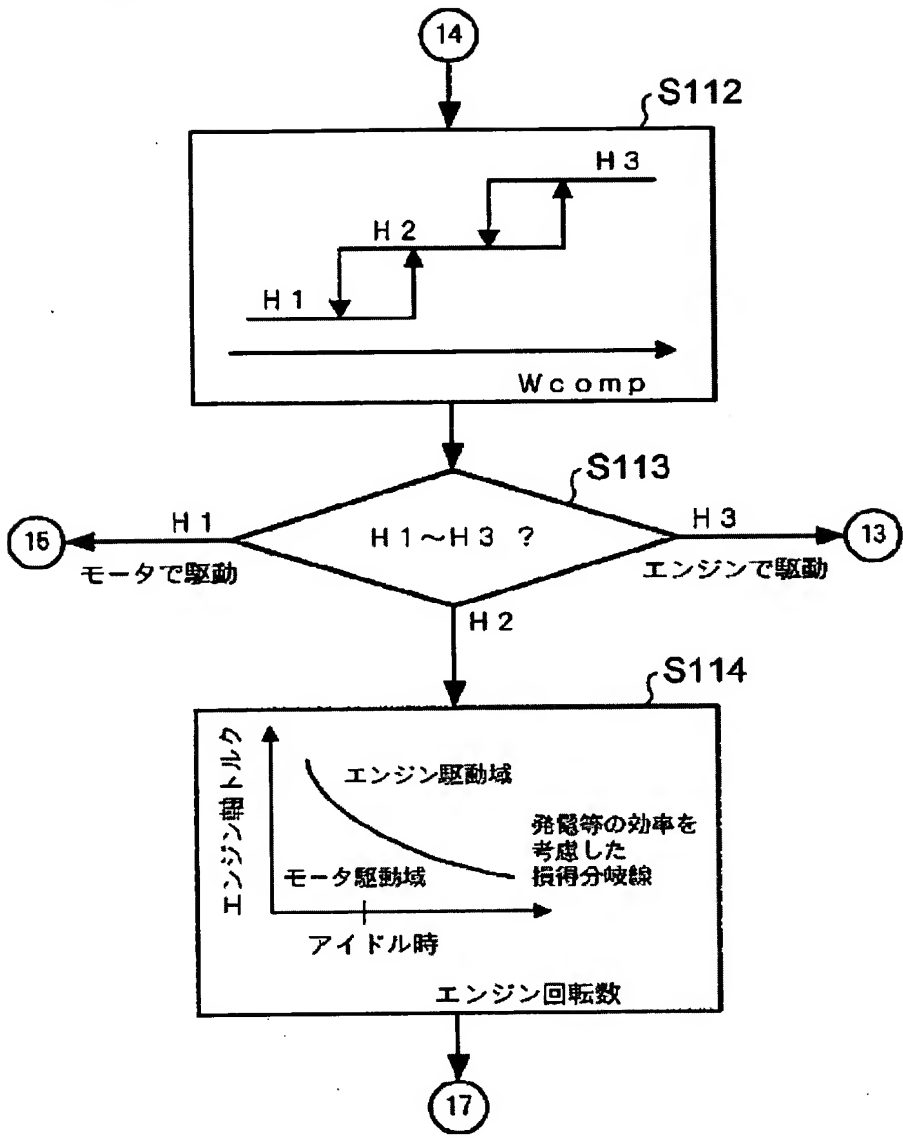 14
S112
H3
H2
H1
Wcomp
S113
H1～H3 ?
H1
H3
15
13
モータで駆動
エンジンで駆動
H2
S114
エンジン軸トルク
エンジン駆動域
発電等の効率を
考慮した
損得分岐線
モータ駆動域
アイドル時
エンジン回転数
17